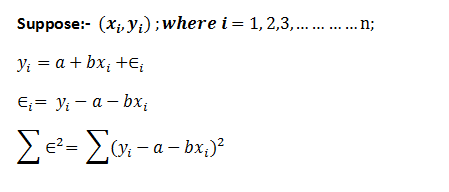 Suppose:- (xᵢ, yᵢ) ; where i = 1, 2,3, ... ... ... ...n;
yᵢ = a + bxᵢ +∈ᵢ
∈ᵢ= yᵢ − a − bxᵢ
∑ ∈²= ∑(yᵢ − a − bxᵢ)²